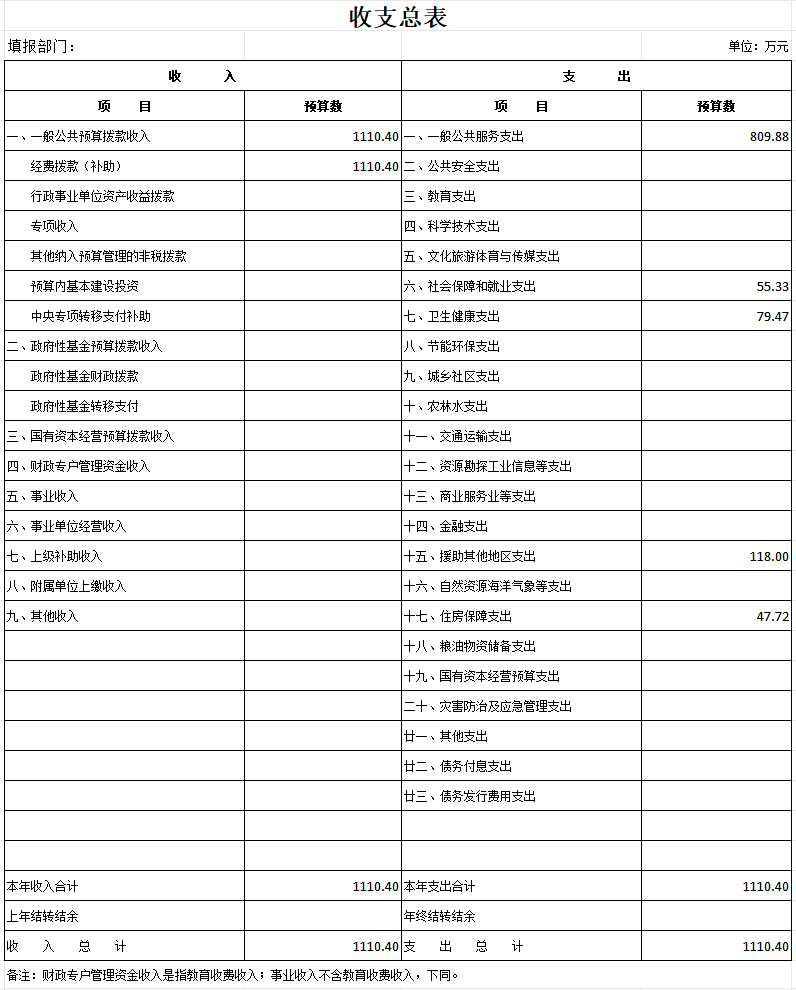 收支总表
填报部门： 单位：万元
收 入 支 出
项 目 预算数 项 目 预算数
一、一般公共预算拨款收入 1110.40 一、一般公共服务支出 809.88
经费拨款（补助） 1110.40 二、公共安全支出
行政事业单位资产收益拨款 三、教育支出
专项收入 四、科学技术支出
其他纳入预算管理的非税拨款 五、文化旅游体育与传媒支出
预算内基本建设投资 六、社会保障和就业支出 55.33
中央专项转移支付补助 七、卫生健康支出 79.47
二、政府性基金预算拨款收入 八、节能环保支出
政府性基金财政拨款 九、城乡社区支出
政府性基金转移支付 十、农林水支出
三、国有资本经营预算拨款收入 十一、交通运输支出
四、财政专户管理资金收入 十二、资源勘探工业信息等支出
五、事业收入 十三、商业服务业等支出
六、事业单位经营收入 十四、金融支出
七、上级补助收入 十五、援助其他地区支出 118.00
八、附属单位上缴收入 十六、自然资源海洋气象等支出
九、其他收入 十七、住房保障支出 47.72
十八、粮油物资储备支出
十九、国有资本经营预算支出
二十、灾害防治及应急管理支出
廿一、其他支出
廿二、债务付息支出
廿三、债务发行费用支出
本年收入合计 1110.40 本年支出合计 1110.40
上年结转结余 年终结转结余
收 入 总 计 1110.40 支 出 总 计 1110.40
备注：财政专户管理资金收入是指教育收费收入；事业收入不含教育收费收入，下同。